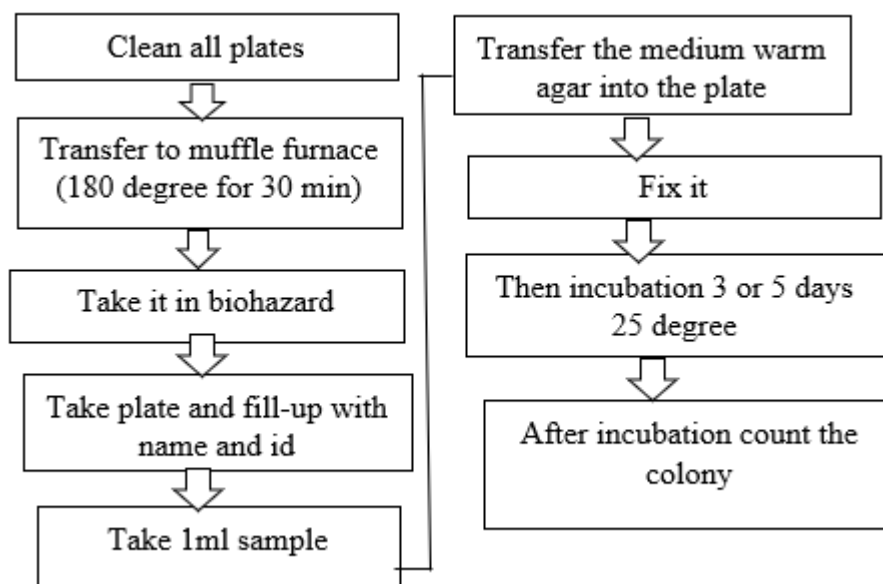 Clean all plates
Transfer to muffle furnace
(180 degree for 30 min)
Take it in biohazard
Take plate and fill-up with
name and id
Take 1ml sample
Transfer the medium warm
agar into the plate
Fix it
Then incubation 3 or 5 days
25 degree
After incubation count the
colony